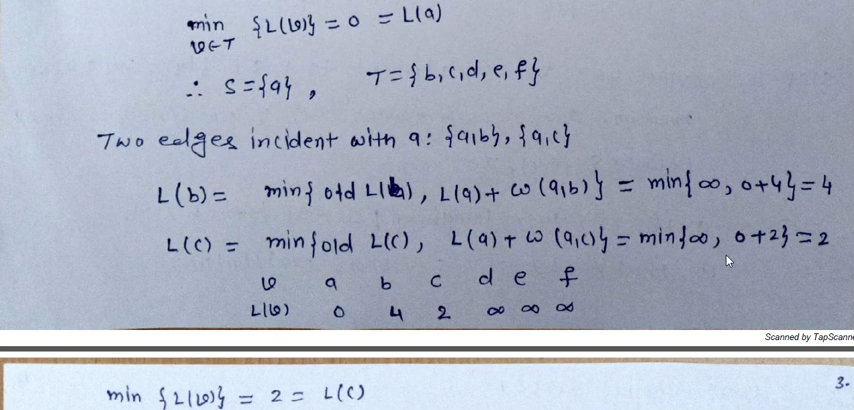 min {L(v)} = 0 = L(a)
v∈T
∴ S={a}, T={b,c,d,e,f}
Two edges incident with a: {a,b}, {a,c}
L(b) = min{ old L(b), L(a)+ ω(a,b)} = min{∞, 0+4} = 4
L(c) = min{old L(c), L(a)+ ω(a,c)} = min{∞, 0+2} = 2
v a b c d e f
L(v) 0 4 2 ∞ ∞ ∞
Scanned by TapScanne
3.
min {L(v)} = 2 = L(c)